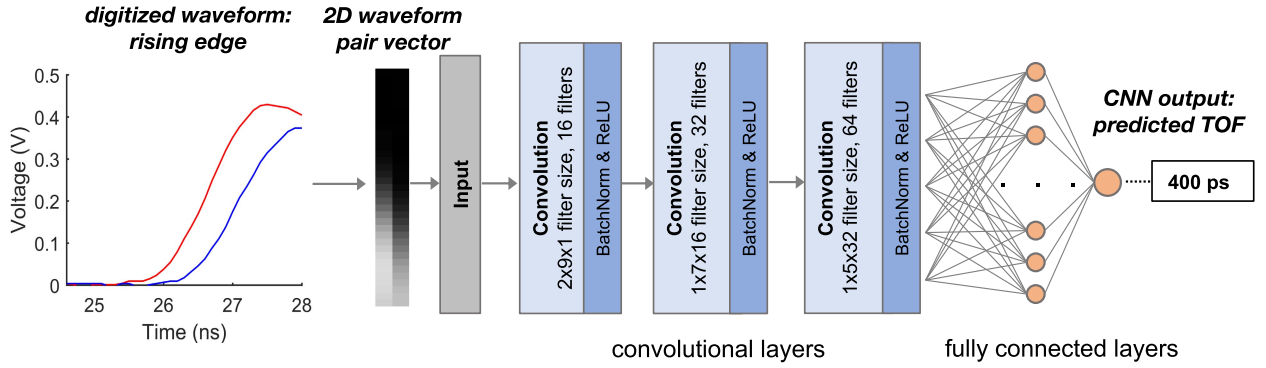 digitized waveform:
rising edge
2D waveform
pair vector
0.5
0.4
0.3
0.2
0.1
0
Voltage (V)
25
26
27
28
Time (ns)
Input
Convolution
2x9x1 filter size, 16 filters
BatchNorm & ReLU
Convolution
1x7x16 filter size, 32 filters
BatchNorm & ReLU
Convolution
1x5x32 filter size, 64 filters
BatchNorm & ReLU
convolutional layers
fully connected layers
CNN output:
predicted TOF
400 ps